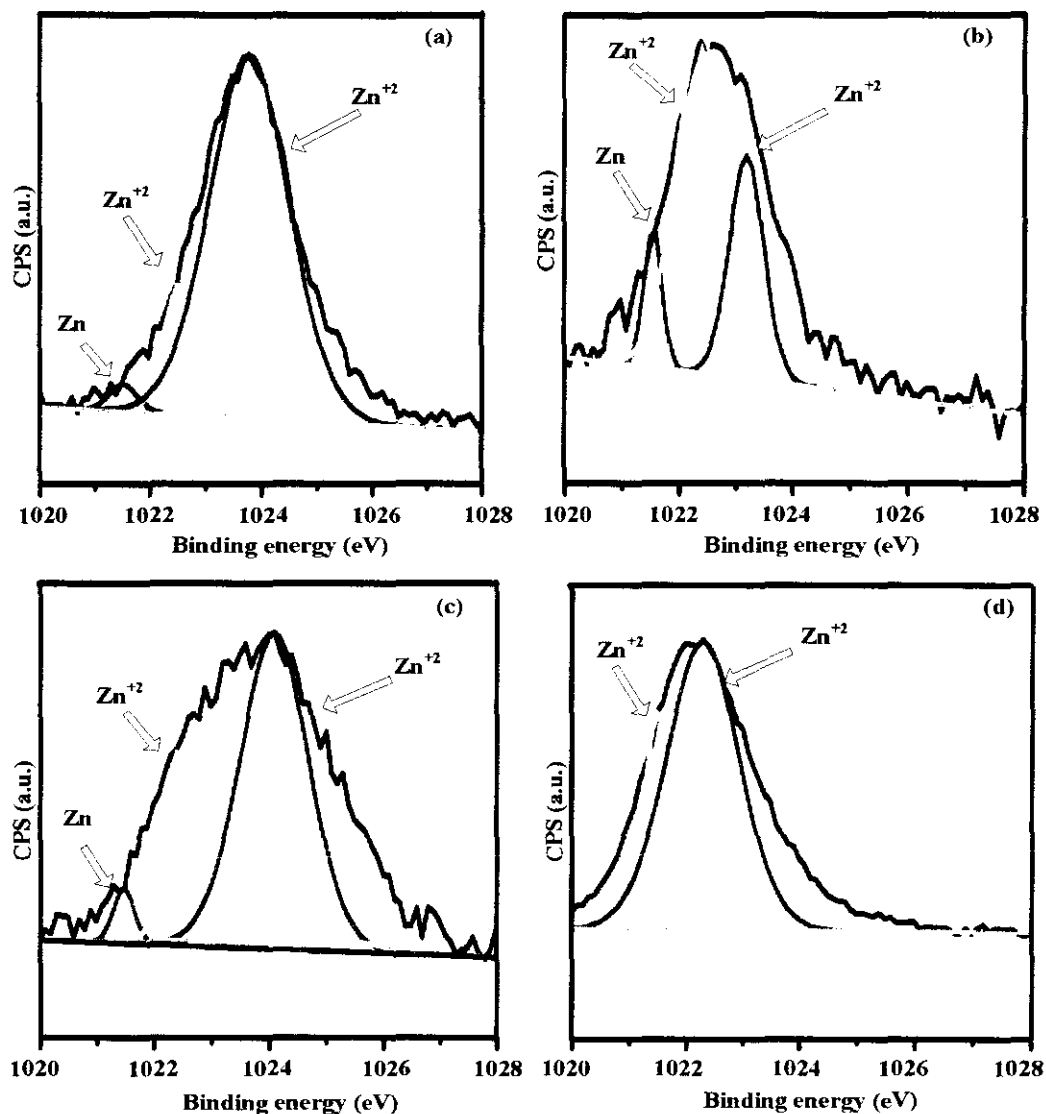 (a)
Zn+2
Zn+2
Zn
CPS (a.u.)
1020 1022 1024 1026 1028
Binding energy (eV)
(b)
Zn+2
Zn+2
Zn
CPS (a.u.)
1020 1022 1024 1026 1028
Binding energy (eV)
(c)
Zn+2
Zn+2
Zn
CPS (a.u.)
1020 1022 1024 1026 1028
Binding energy (eV)
(d)
Zn+2
Zn+2
CPS (a.u.)
1020 1022 1024 1026 1028
Binding energy (eV)